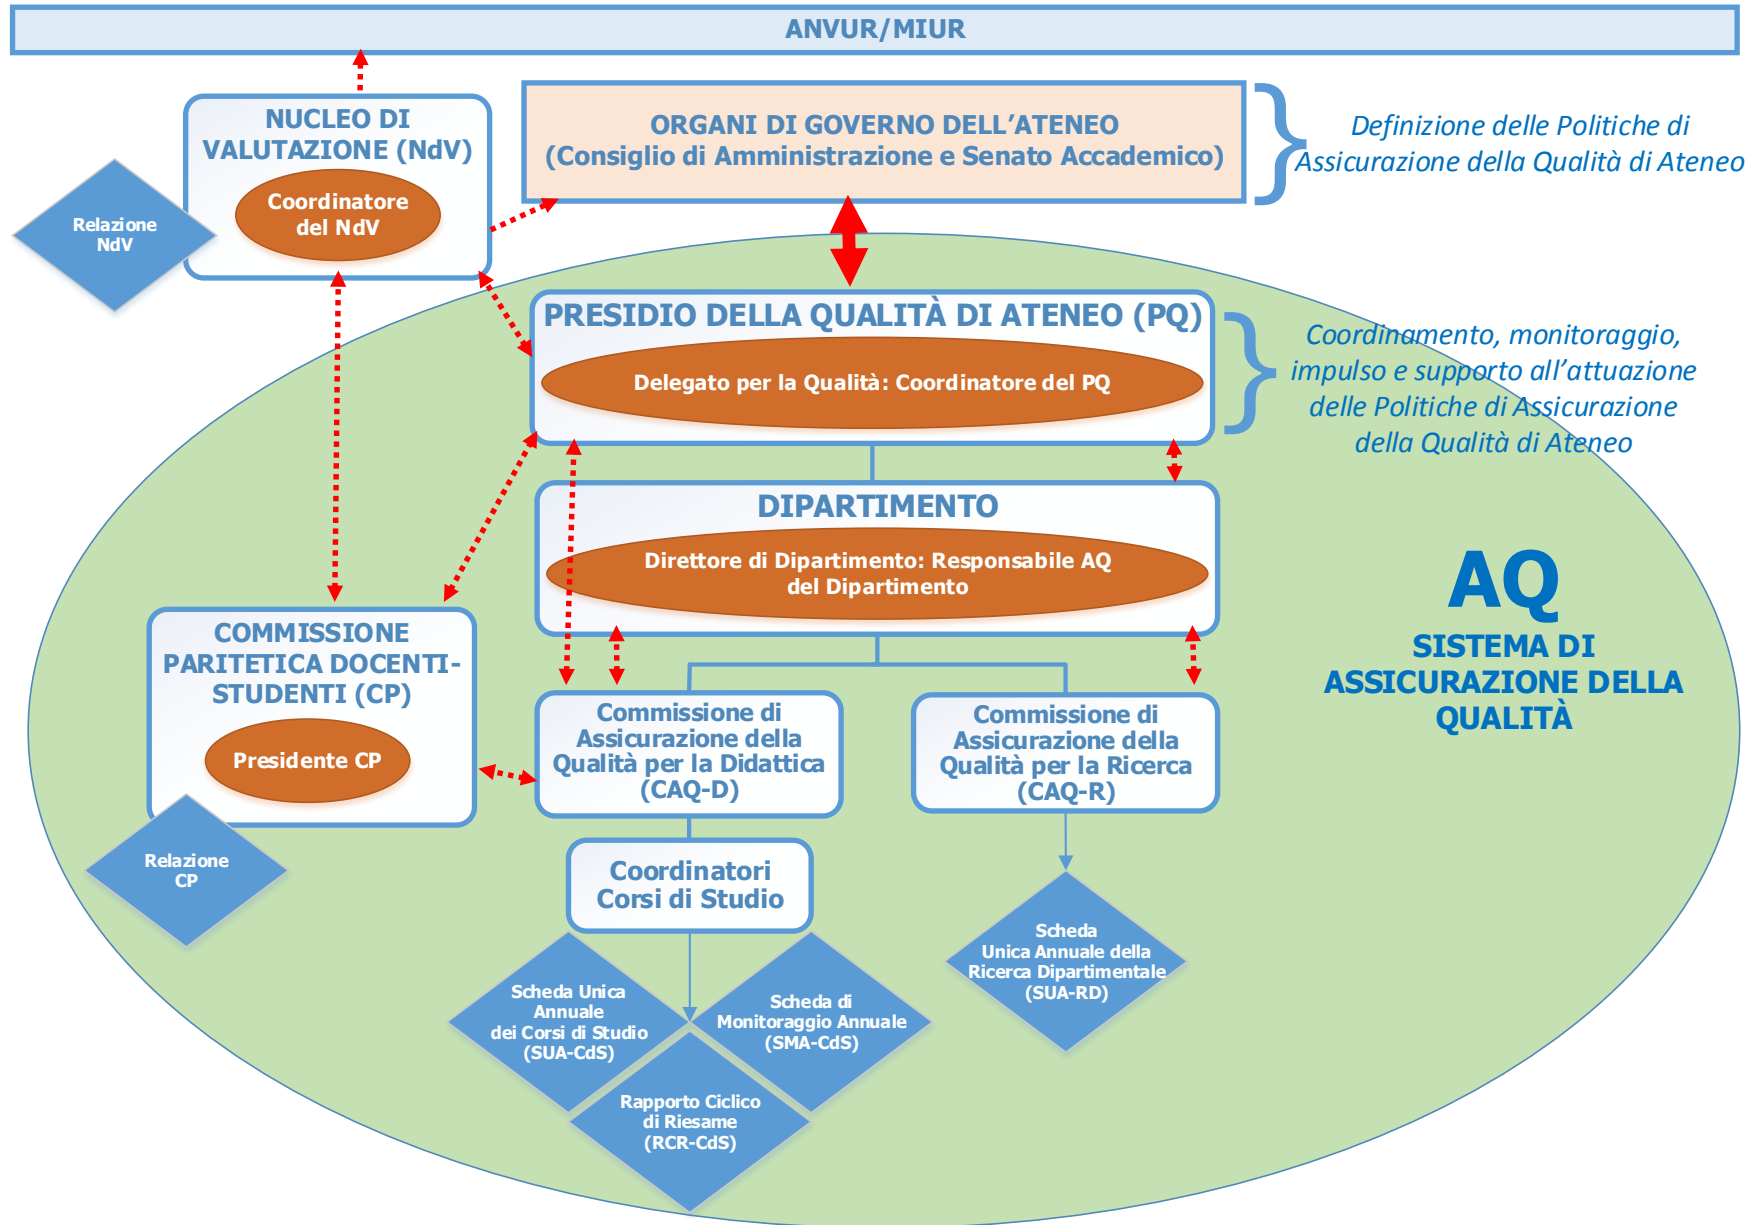 ANVUR/MIUR
NUCLEO DI
VALUTAZIONE (NdV)
Coordinatore
del NdV
Relazione
NdV
ORGANI DI GOVERNO DELL’ATENEO
(Consiglio di Amministrazione e Senato Accademico)
Definizione delle Politiche di
Assicurazione della Qualità di Ateneo
PRESIDIO DELLA QUALITÀ DI ATENEO (PQ)
Delegato per la Qualità: Coordinatore del PQ
Coordinamento, monitoraggio,
impulso e supporto all’attuazione
delle Politiche di Assicurazione
della Qualità di Ateneo
DIPARTIMENTO
Direttore di Dipartimento: Responsabile AQ
del Dipartimento
AQ
SISTEMA DI
ASSICURAZIONE DELLA
QUALITÀ
COMMISSIONE
PARITETICA DOCENTI-
STUDENTI (CP)
Presidente CP
Relazione
CP
Commissione di
Assicurazione della
Qualità per la Didattica
(CAQ-D)
Commissione di
Assicurazione della
Qualità per la Ricerca
(CAQ-R)
Coordinatori
Corsi di Studio
Scheda Unica
Annuale
dei Corsi di Studio
(SUA-CdS)
Scheda di
Monitoraggio Annuale
(SMA-CdS)
Rapporto Ciclico
di Riesame
(RCR-CdS)
Scheda
Unica Annuale della
Ricerca Dipartimentale
(SUA-RD)